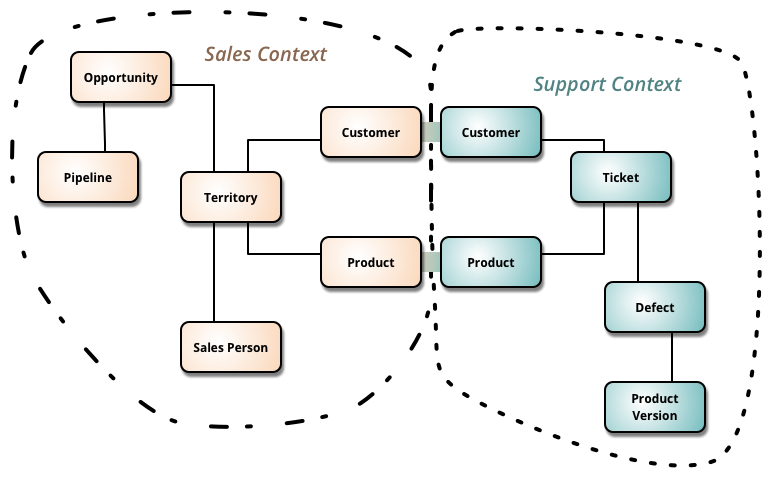 Sales Context
Opportunity
Pipeline
Territory
Customer
Product
Sales Person
Support Context
Customer
Product
Ticket
Defect
Product
Version